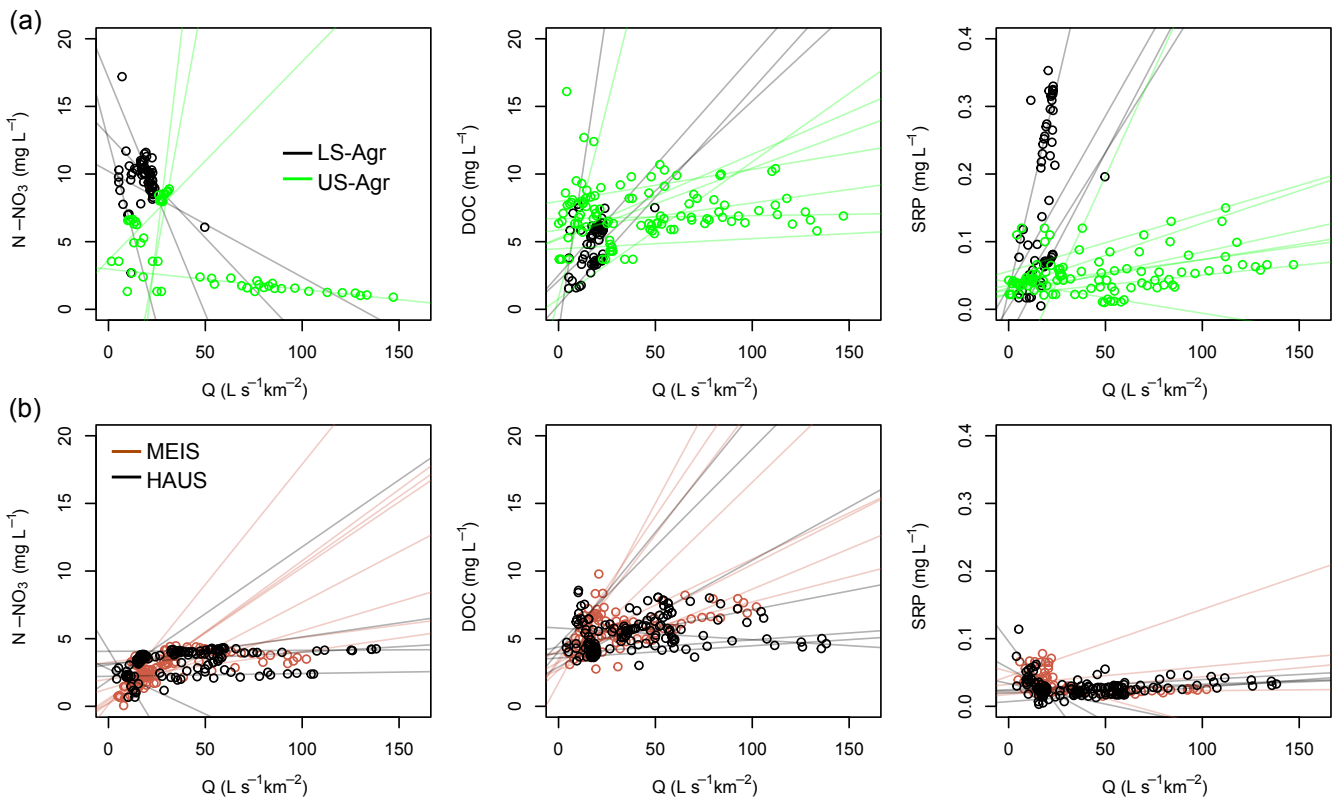 (a)
N −NO₃ (mg L⁻¹)
20
15
10
5
0
LS-Agr
US-Agr
0 50 100 150
Q (L s⁻¹km⁻²)
DOC (mg L⁻¹)
20
15
10
5
0
0 50 100 150
Q (L s⁻¹km⁻²)
SRP (mg L⁻¹)
0.4
0.3
0.2
0.1
0.0
0 50 100 150
Q (L s⁻¹km⁻²)
(b)
N −NO₃ (mg L⁻¹)
20
15
10
5
0
MEIS
HAUS
0 50 100 150
Q (L s⁻¹km⁻²)
DOC (mg L⁻¹)
20
15
10
5
0
0 50 100 150
Q (L s⁻¹km⁻²)
SRP (mg L⁻¹)
0.4
0.3
0.2
0.1
0.0
0 50 100 150
Q (L s⁻¹km⁻²)